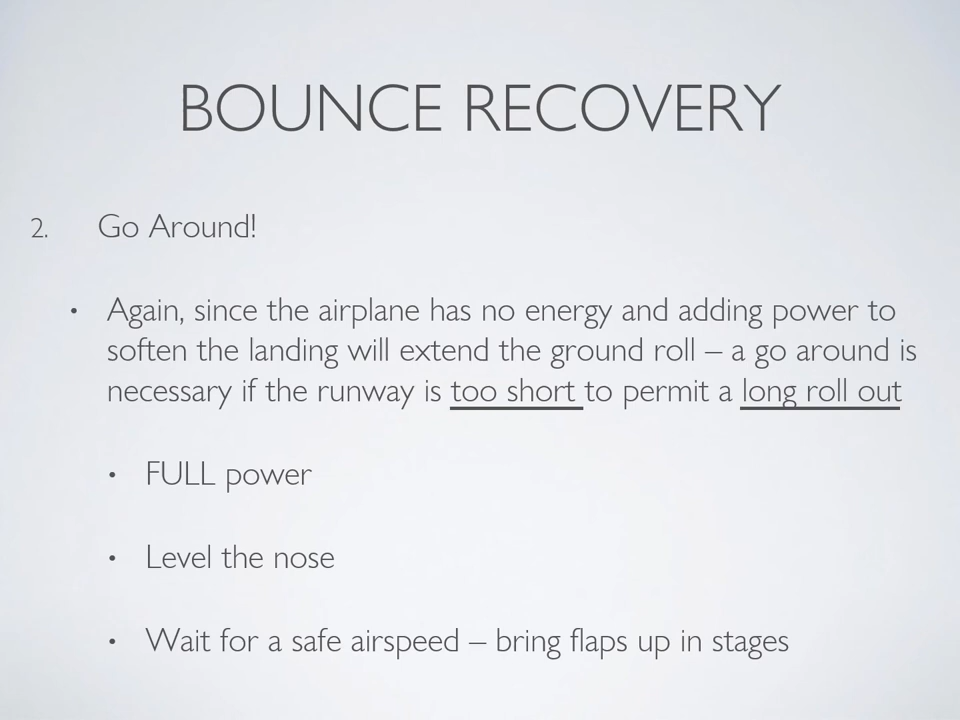 BOUNCE RECOVERY
2. Go Around!
• Again, since the airplane has no energy and adding power to
soften the landing will extend the ground roll – a go around is
necessary if the runway is too short to permit a long roll out
• FULL power
• Level the nose
• Wait for a safe airspeed – bring flaps up in stages